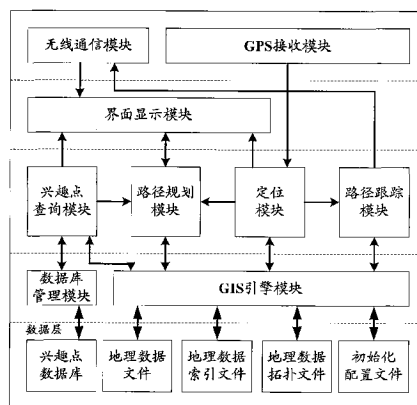 无线通信模块
GPS接收模块
界面显示模块
兴趣点
查询模块
路径规划
模块
定位
模块
路径跟踪
模块
数据库
管理模块
GIS引擎模块
数据层
兴趣点
数据库
地理数据
文件
地理数据
索引文件
地理数据
拓扑文件
初始化
配置文件